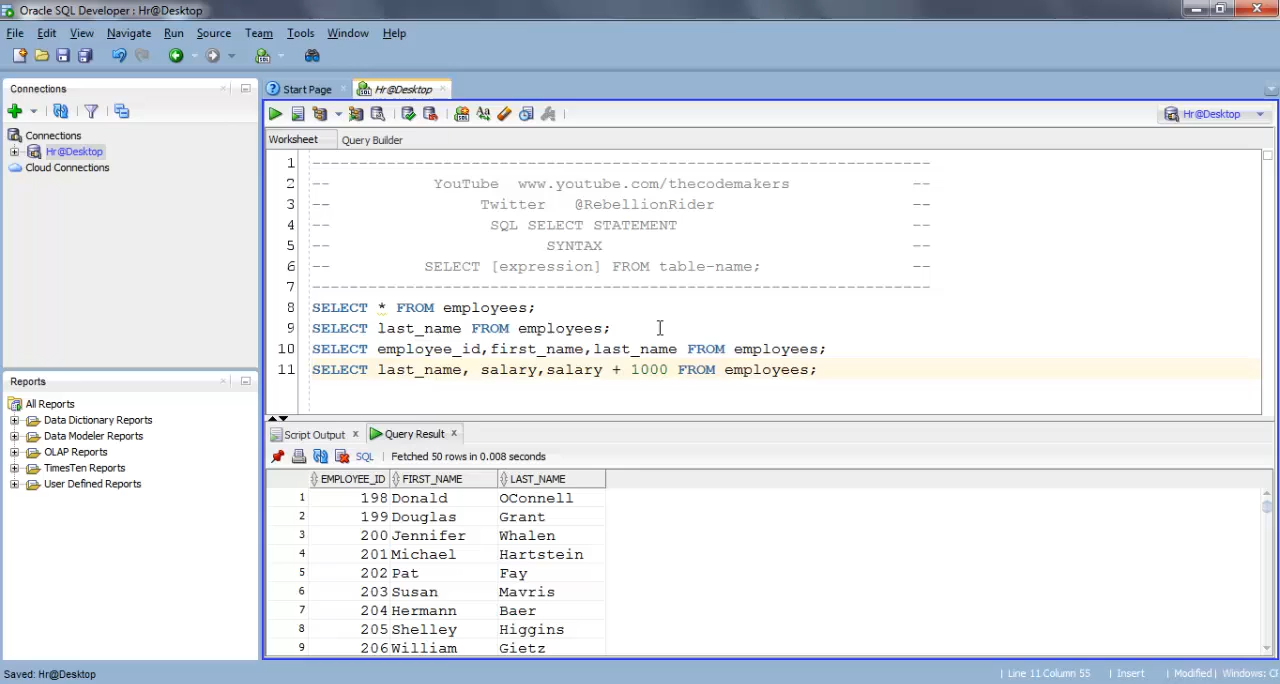 Oracle SQL Developer : Hr@Desktop
File Edit View Navigate Run Source Team Tools Window Help
Connections
Start Page
Hr@Desktop
Hr@Desktop
Connections
Hr@Desktop
Cloud Connections
Worksheet Query Builder
1 ------------------------------------------------------------------
2 -- YouTube www.youtube.com/thecodemakers --
3 -- Twitter @RebellionRider --
4 -- SQL SELECT STATEMENT --
5 -- SYNTAX --
6 -- SELECT [expression] FROM table-name; --
7 ------------------------------------------------------------------
8 SELECT * FROM employees;
9 SELECT last_name FROM employees;
10 SELECT employee_id,first_name,last_name FROM employees;
11 SELECT last_name, salary,salary + 1000 FROM employees;
Reports
All Reports
Data Dictionary Reports
Data Modeler Reports
OLAP Reports
TimesTen Reports
User Defined Reports
Script Output x Query Result x
SQL | Fetched 50 rows in 0.008 seconds
EMPLOYEE_ID FIRST_NAME LAST_NAME
1 198 Donald OConnell
2 199 Douglas Grant
3 200 Jennifer Whalen
4 201 Michael Hartstein
5 202 Pat Fay
6 203 Susan Mavris
7 204 Hermann Baer
8 205 Shelley Higgins
9 206 William Gietz
Saved: Hr@Desktop
| Line 11 Column 55 | Insert | Modified | Windows: C